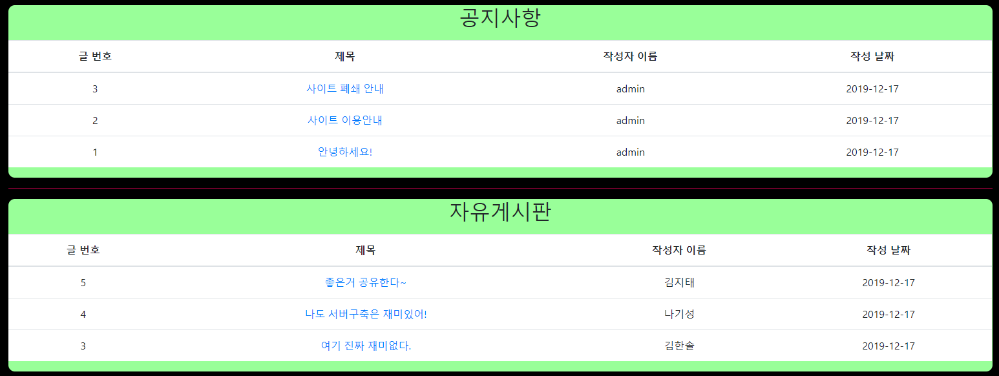 공지사항
글 번호 제목 작성자 이름 작성 날짜
3 사이트 폐쇄 안내 admin 2019-12-17
2 사이트 이용안내 admin 2019-12-17
1 안녕하세요! admin 2019-12-17
자유게시판
글 번호 제목 작성자 이름 작성 날짜
5 좋은거 공유한다~ 김지태 2019-12-17
4 나도 서버구축은 재미있어! 나기성 2019-12-17
3 여기 진짜 재미없다. 김한솔 2019-12-17